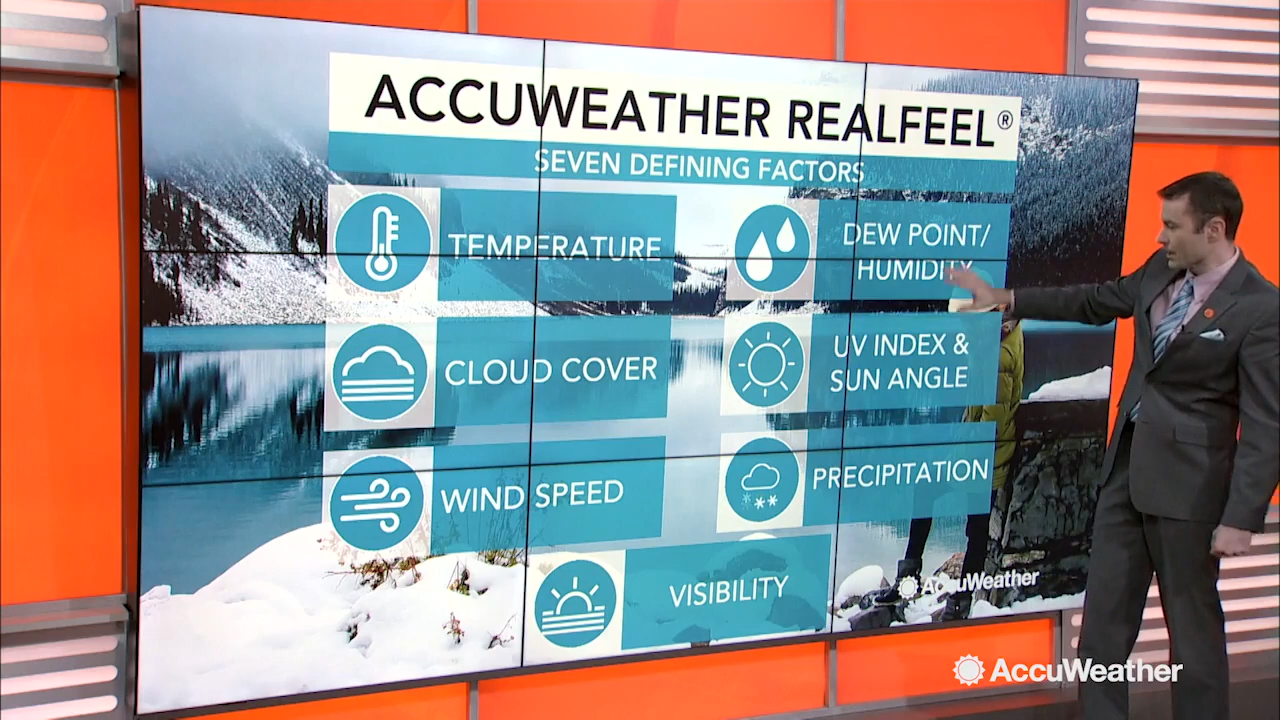 ACCUWEATHER REALFEEL®
SEVEN DEFINING FACTORS
TEMPERATURE
DEW POINT/
HUMIDITY
CLOUD COVER
UV INDEX &
SUN ANGLE
WIND SPEED
PRECIPITATION
VISIBILITY
AccuWeather
AccuWeather